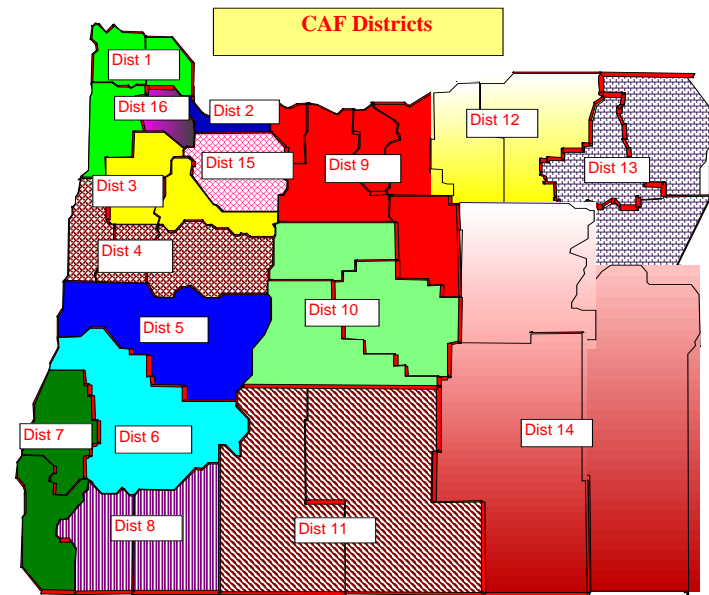 CAF Districts
Dist 1
Dist 16
Dist 2
Dist 12
Dist 15
Dist 9
Dist 13
Dist 3
Dist 4
Dist 5
Dist 10
Dist 7
Dist 6
Dist 14
Dist 8
Dist 11